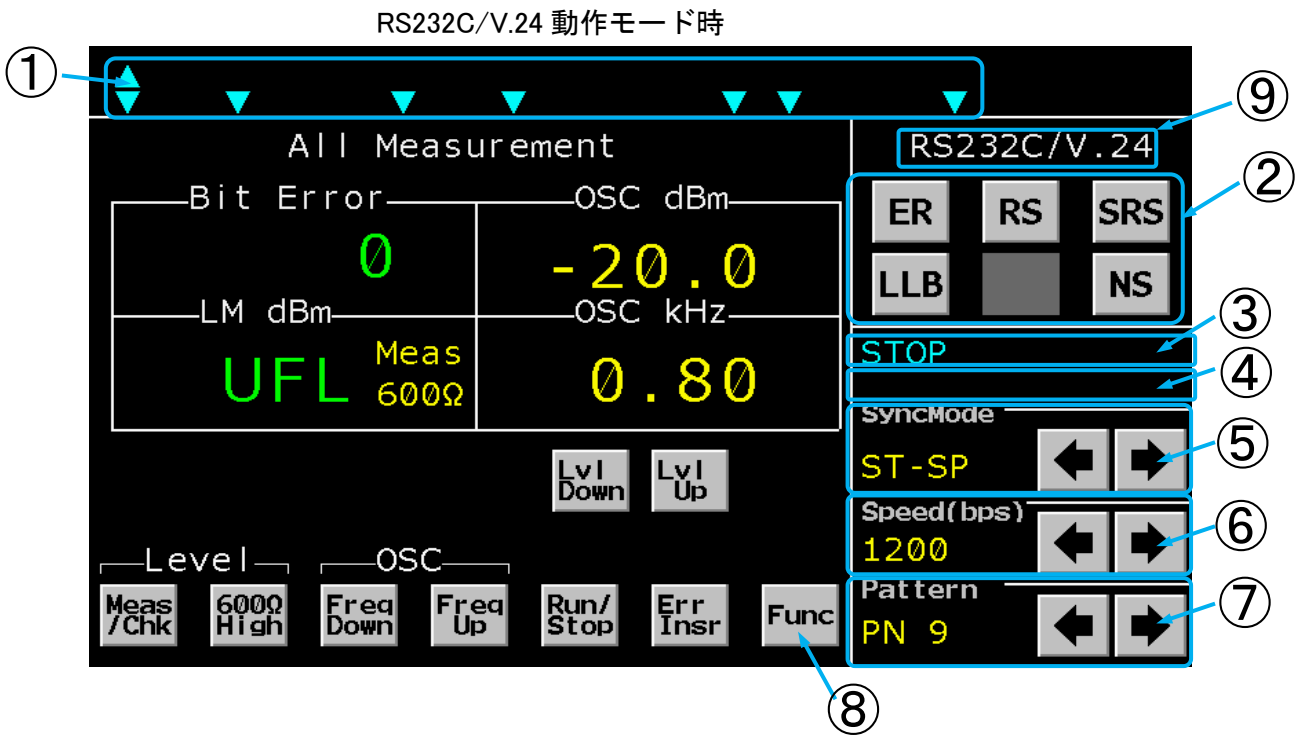 RS232C/V.24 動作モード時
①
⑨
All Measurement
RS232C/V.24
②
Bit Error
OSC dBm
ER
RS
SRS
0
-20.0
LLB
NS
LM dBm
OSC kHz
③
STOP
④
UFL
Meas
600Ω
0.80
SyncMode
⑤
ST-SP
Lvl
Down
Lvl
Up
Speed(bps)
⑥
1200
Level
OSC
Pattern
⑦
PN 9
Meas
/Chk
600Ω
High
Freq
Down
Freq
Up
Run/
Stop
Err
Insr
Func
⑧